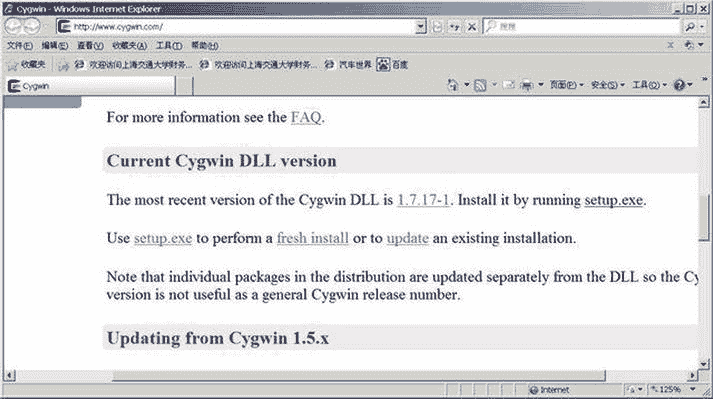 Cygwin - Windows Internet Explorer
http://www.cygwin.com/
搜搜
文件(F) 编辑(E) 查看(V) 收藏夹(A) 工具(T) 帮助(H)
收藏夹 欢迎访问上海交通大学财务... 欢迎访问上海交通大学财务... 汽车世界 百度
Cygwin 页面(P) 安全(S) 工具(O)
For more information see the FAQ.
Current Cygwin DLL version
The most recent version of the Cygwin DLL is 1.7.17-1. Install it by running setup.exe.
Use setup.exe to perform a fresh install or to update an existing installation.
Note that individual packages in the distribution are updated separately from the DLL so the Cy
version is not useful as a general Cygwin release number.
Updating from Cygwin 1.5.x
Internet 125%